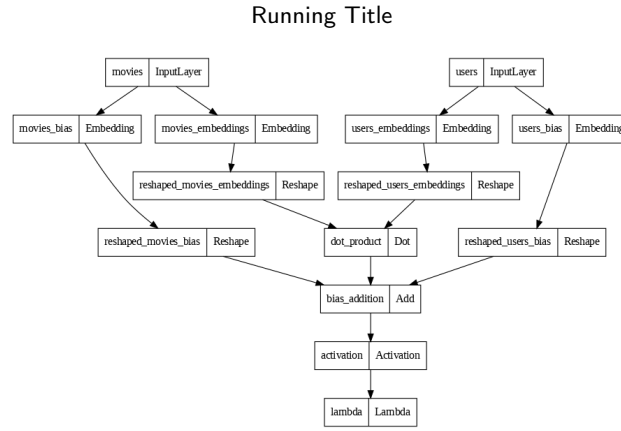 Running Title
movies InputLayer users InputLayer
movies_bias Embedding movies_embeddings Embedding users_embeddings Embedding users_bias Embedding
reshaped_movies_embeddings Reshape reshaped_users_embeddings Reshape
reshaped_movies_bias Reshape dot_product Dot reshaped_users_bias Reshape
bias_addition Add
activation Activation
lambda Lambda